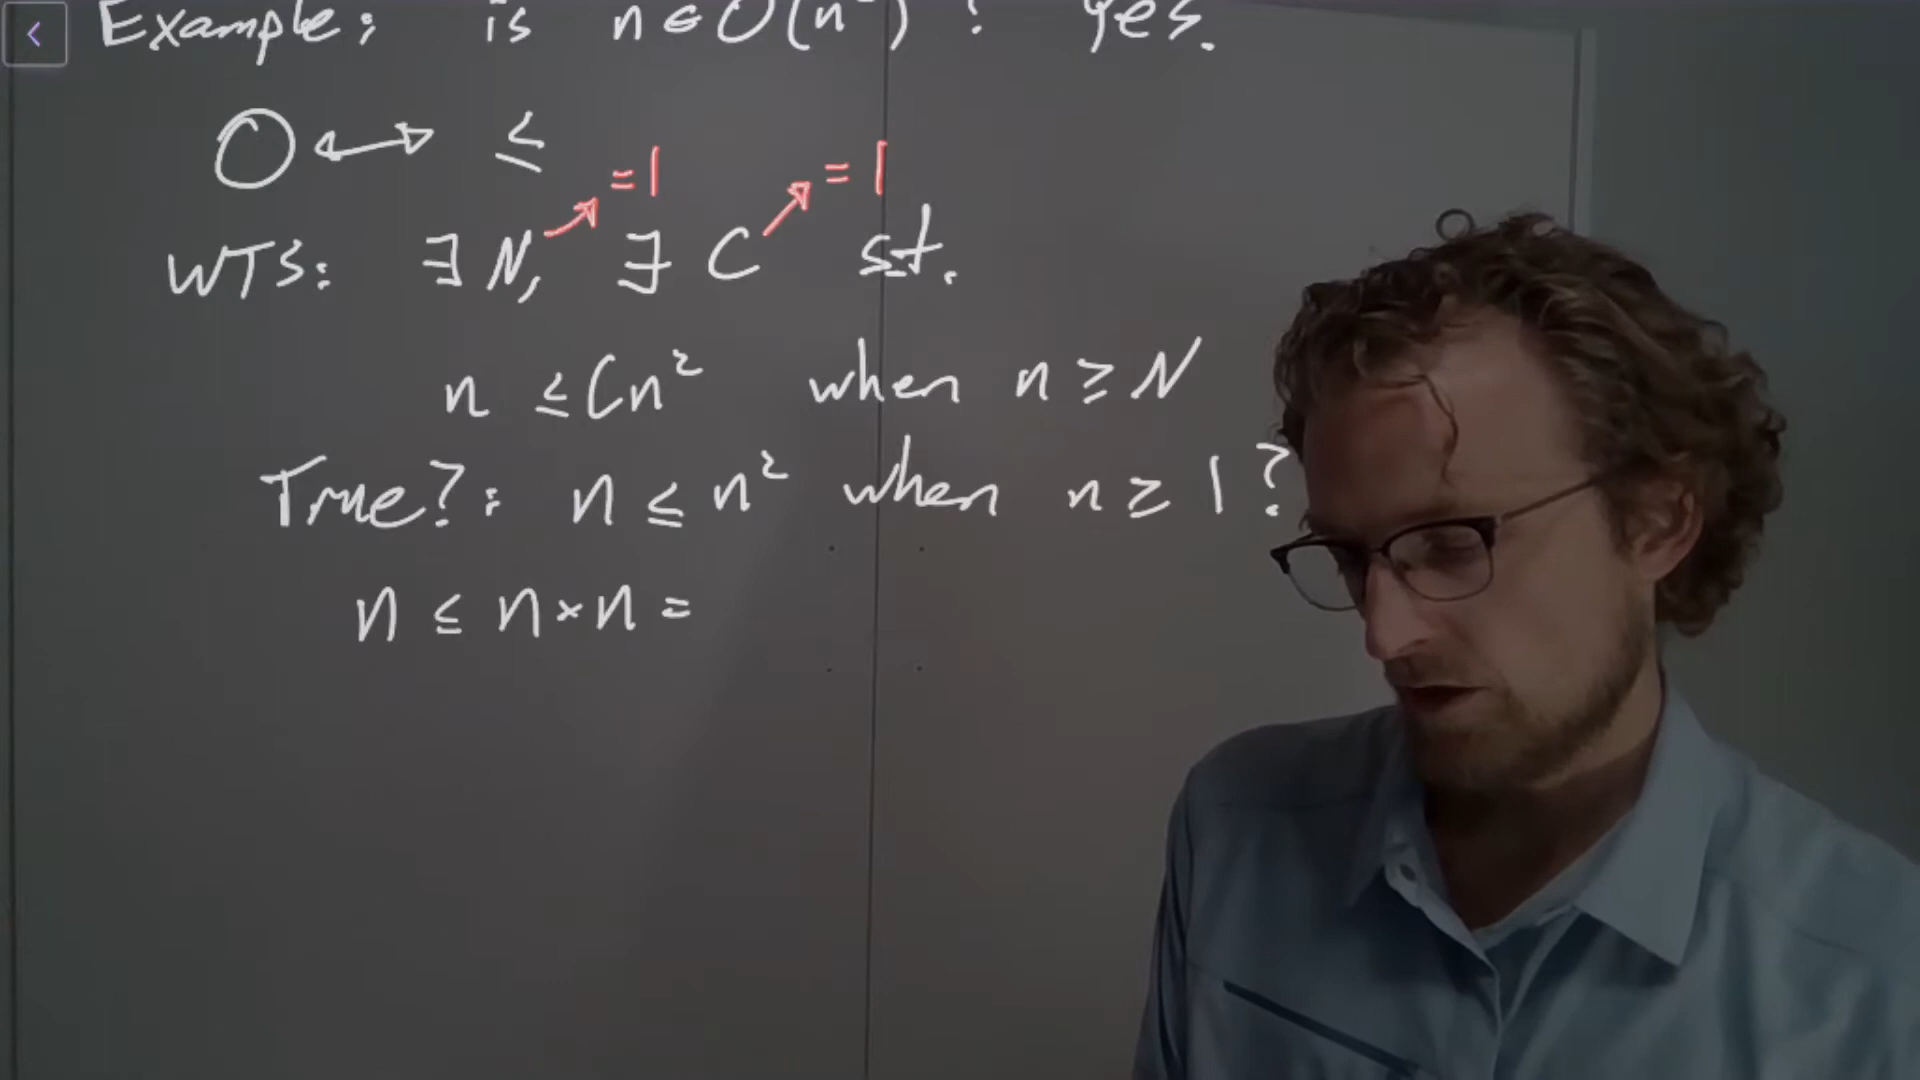 Example: is n∈O(n²)? Yes.
O ↔ ≤
=1 =1
WTS: ∃ N, ∃ C s.t.
n ≤ Cn² when n ≥ N
True?: n ≤ n² when n ≥ 1?
n ≤ n × n =